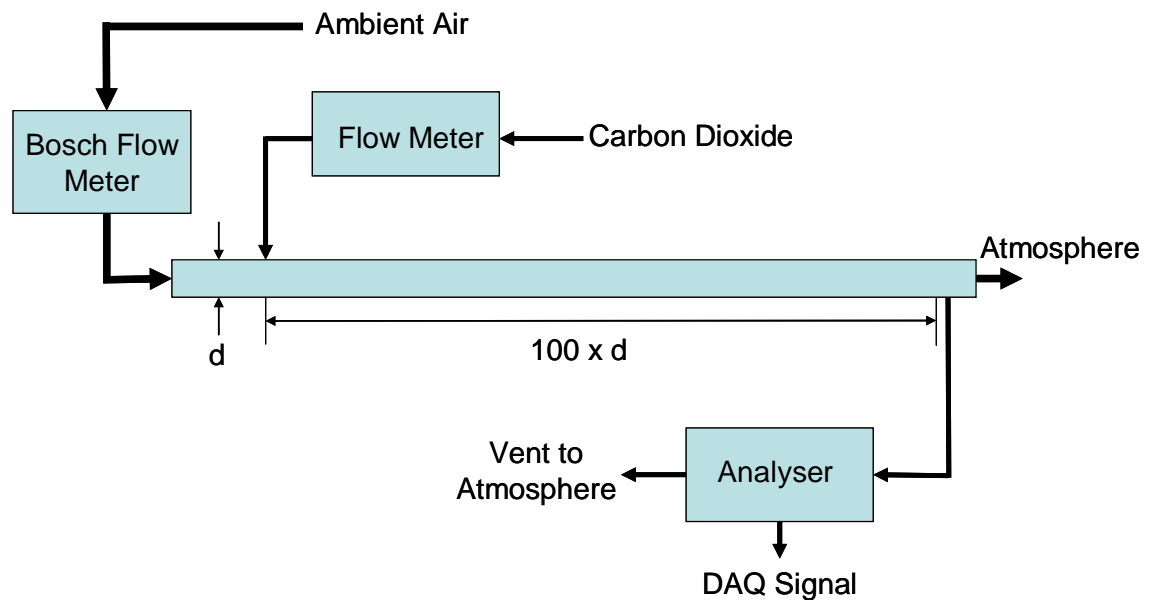 Ambient Air
Bosch Flow
Meter
Flow Meter
Carbon Dioxide
Atmosphere
d
100 x d
Vent to
Atmosphere
Analyser
DAQ Signal